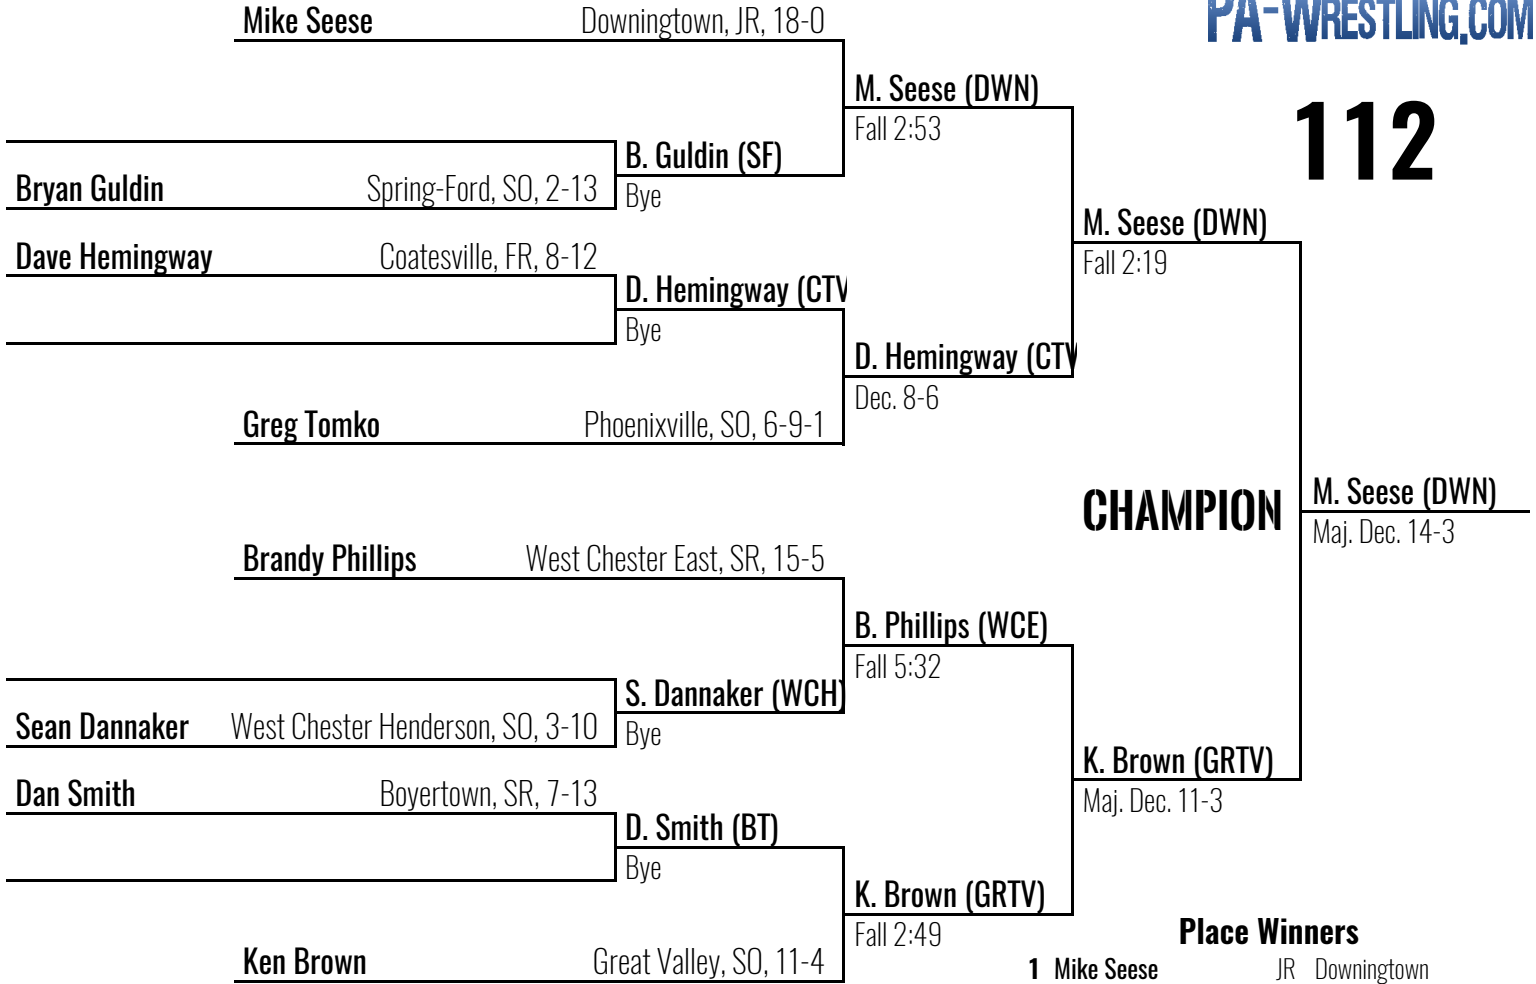 PA-WRESTLING.COM
112
Mike Seese Downingtown, JR, 18-0
M. Seese (DWN)
Fall 2:53
B. Guldin (SF)
Bye
Bryan Guldin Spring-Ford, SO, 2-13
M. Seese (DWN)
Fall 2:19
Dave Hemingway Coatesville, FR, 8-12
D. Hemingway (CTV
Bye
D. Hemingway (CTV
Dec. 8-6
Greg Tomko Phoenixville, SO, 6-9-1
CHAMPION
M. Seese (DWN)
Maj. Dec. 14-3
Brandy Phillips West Chester East, SR, 15-5
B. Phillips (WCE)
Fall 5:32
S. Dannaker (WCH)
Bye
Sean Dannaker West Chester Henderson, SO, 3-10
K. Brown (GRTV)
Maj. Dec. 11-3
Dan Smith Boyertown, SR, 7-13
D. Smith (BT)
Bye
K. Brown (GRTV)
Fall 2:49
Ken Brown Great Valley, SO, 11-4
Place Winners
1 Mike Seese JR Downingtown